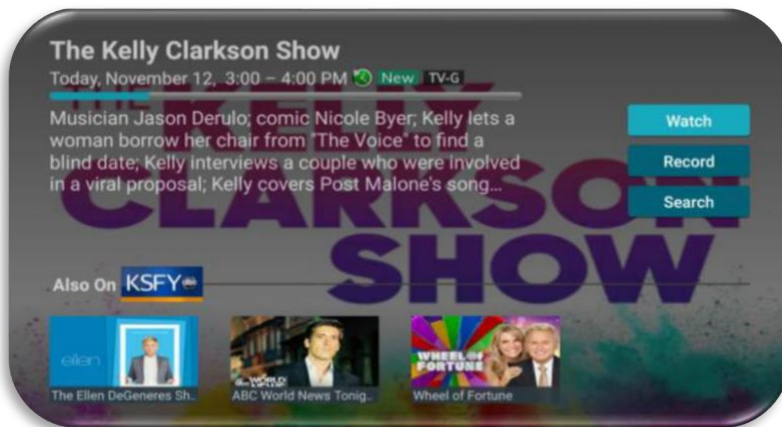 The Kelly Clarkson Show
Today, November 12, 3:00 – 4:00 PM New TV-G
Musician Jason Derulo; comic Nicole Byer; Kelly lets a
woman borrow her chair from "The Voice" to find a
blind date; Kelly interviews a couple who were involved
in a viral proposal; Kelly covers Post Malone's song...
Watch
Record
Search
THE
KELLY
CLARKSON
SHOW
Also On KSFY
ellen
WORLD
WHEEL OF
FORTUNE
The Ellen DeGeneres Sh..
ABC World News Tonig..
Wheel of Fortune